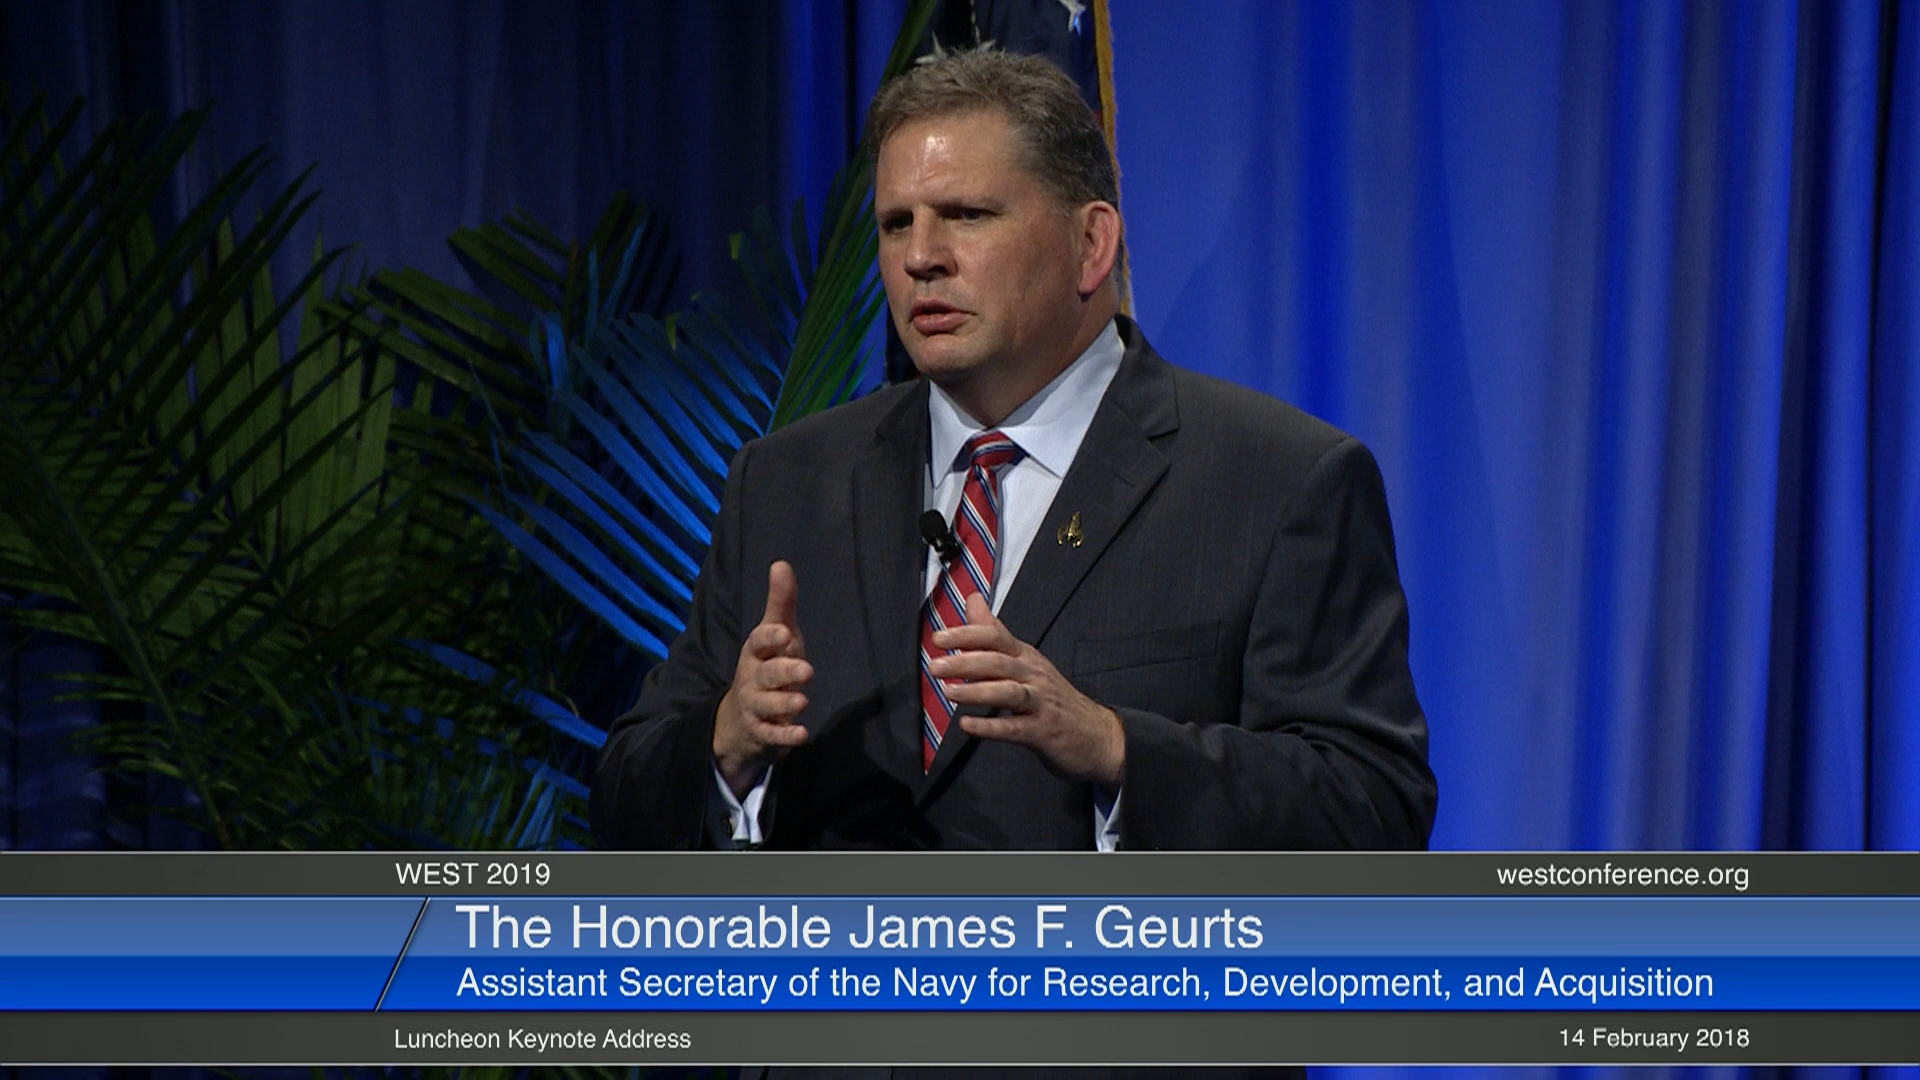 WEST 2019
westconference.org
The Honorable James F. Geurts
Assistant Secretary of the Navy for Research, Development, and Acquisition
Luncheon Keynote Address
14 February 2018